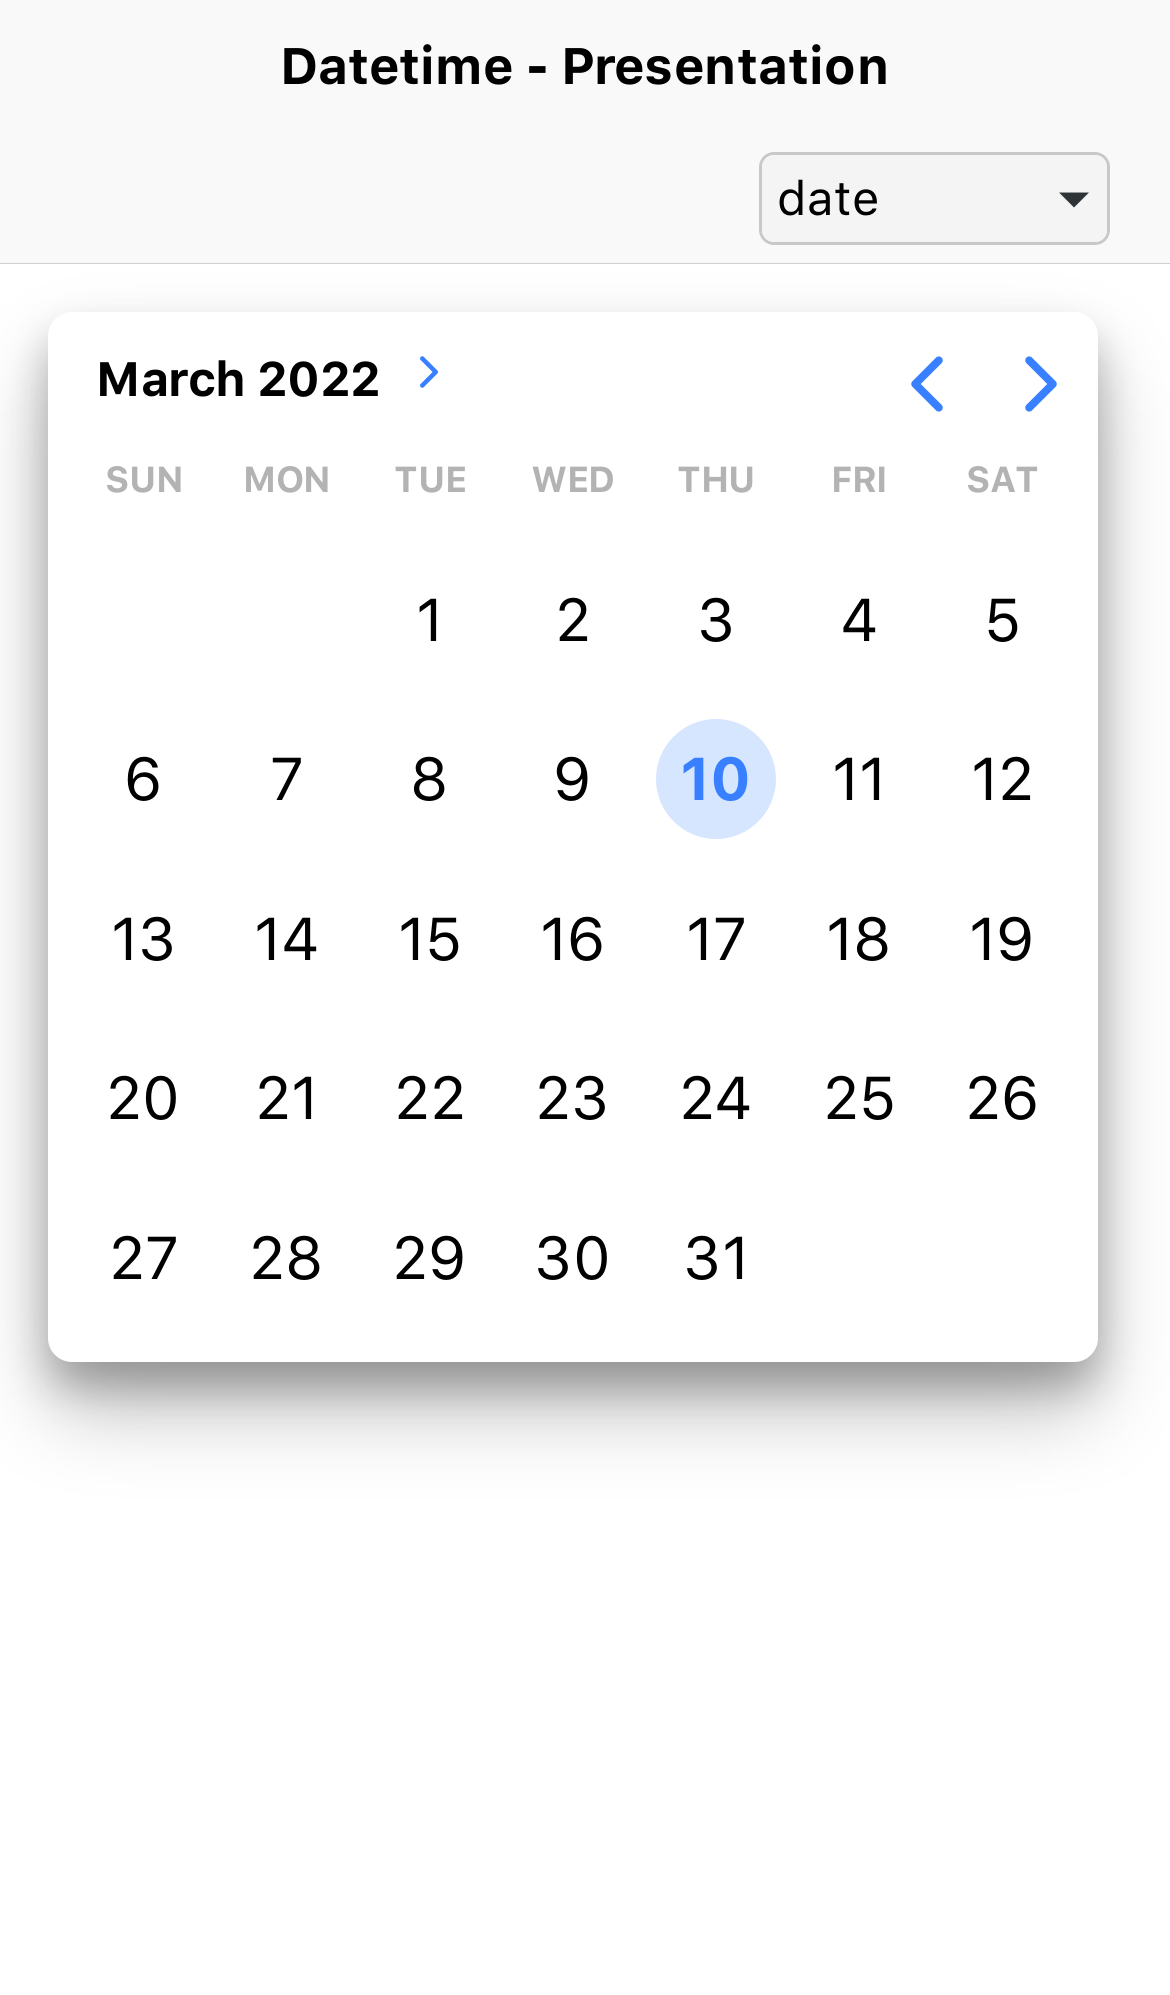 Datetime - Presentation
date
March 2022
SUN MON TUE WED THU FRI SAT
1 2 3 4 5
6 7 8 9 10 11 12
13 14 15 16 17 18 19
20 21 22 23 24 25 26
27 28 29 30 31